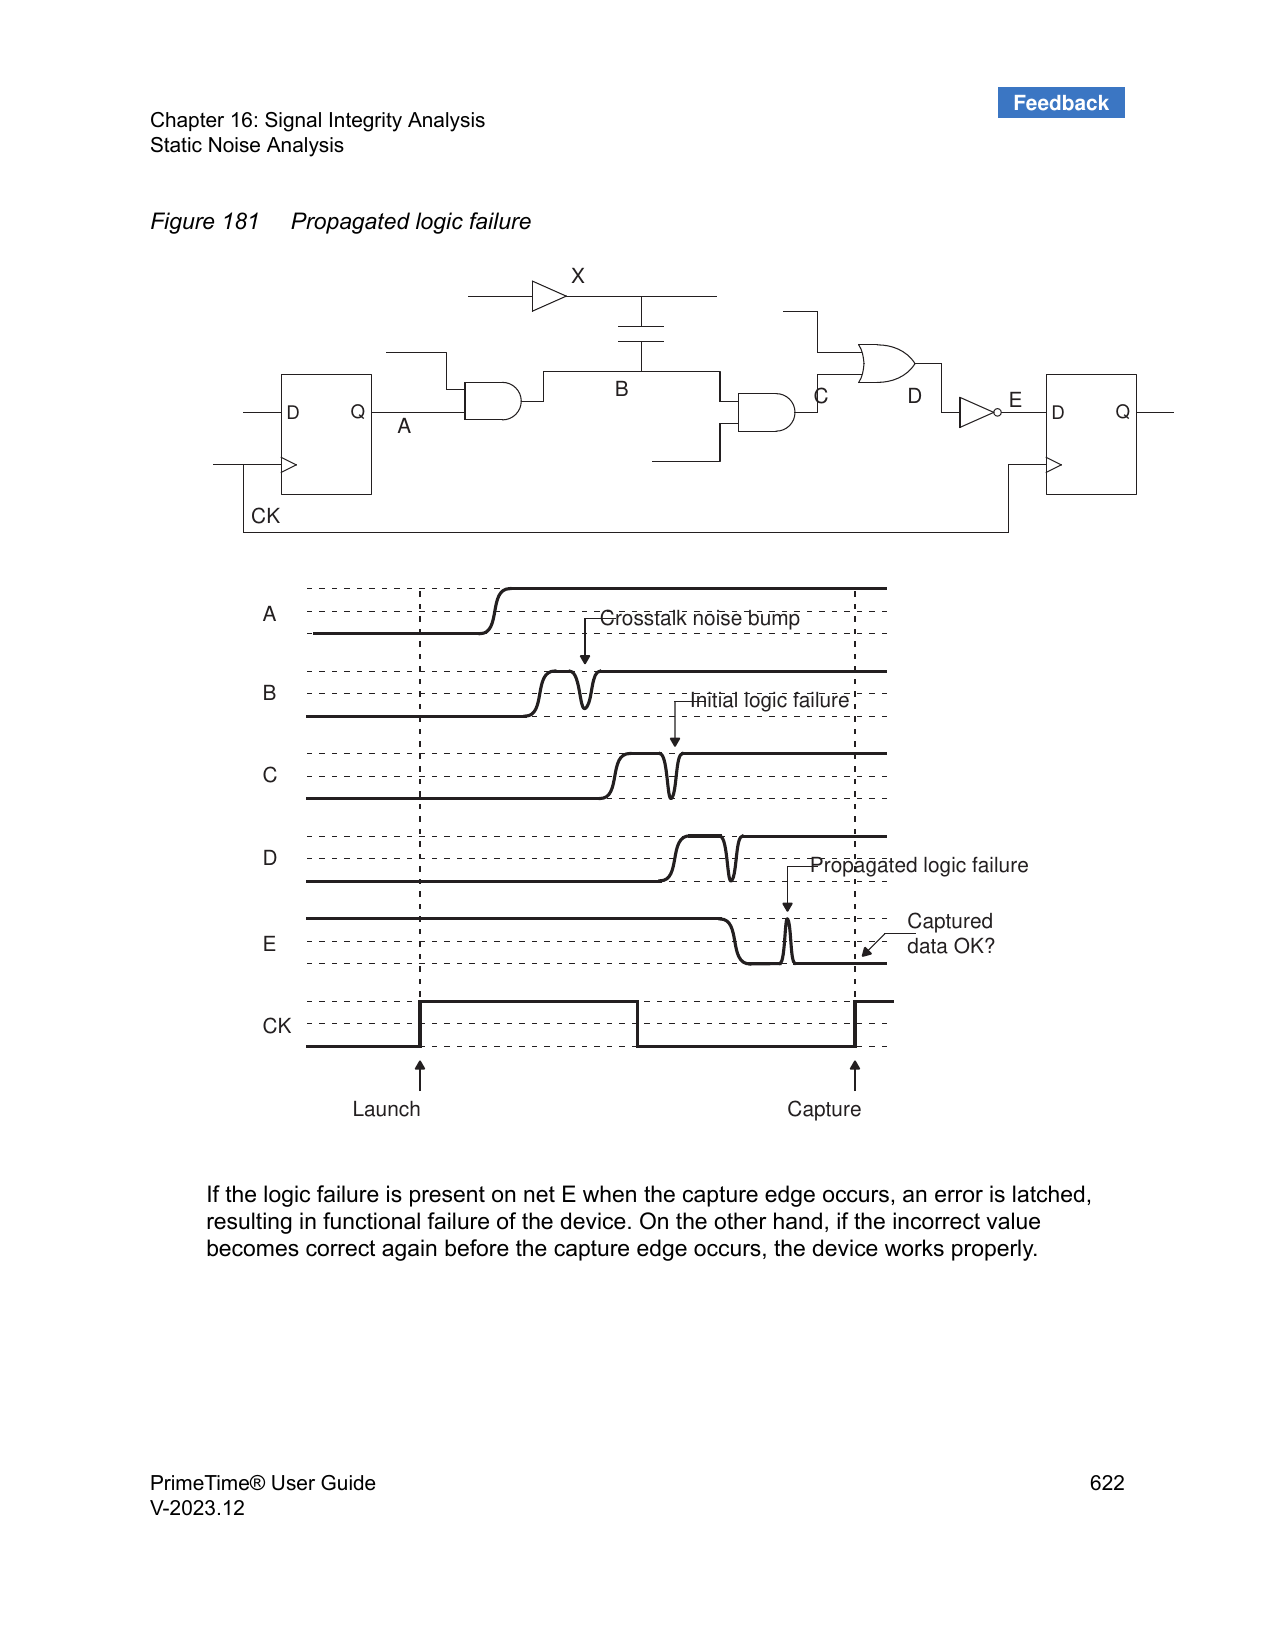 Feedback
Chapter 16: Signal Integrity Analysis
Static Noise Analysis
Figure 181 Propagated logic failure
X
B
C
D
E
D Q
A
D Q
CK
A
Crosstalk noise bump
B
Initial logic failure
C
D
Propagated logic failure
Captured
data OK?
E
CK
Launch
Capture
If the logic failure is present on net E when the capture edge occurs, an error is latched,
resulting in functional failure of the device. On the other hand, if the incorrect value
becomes correct again before the capture edge occurs, the device works properly.
PrimeTime® User Guide 622
V-2023.12